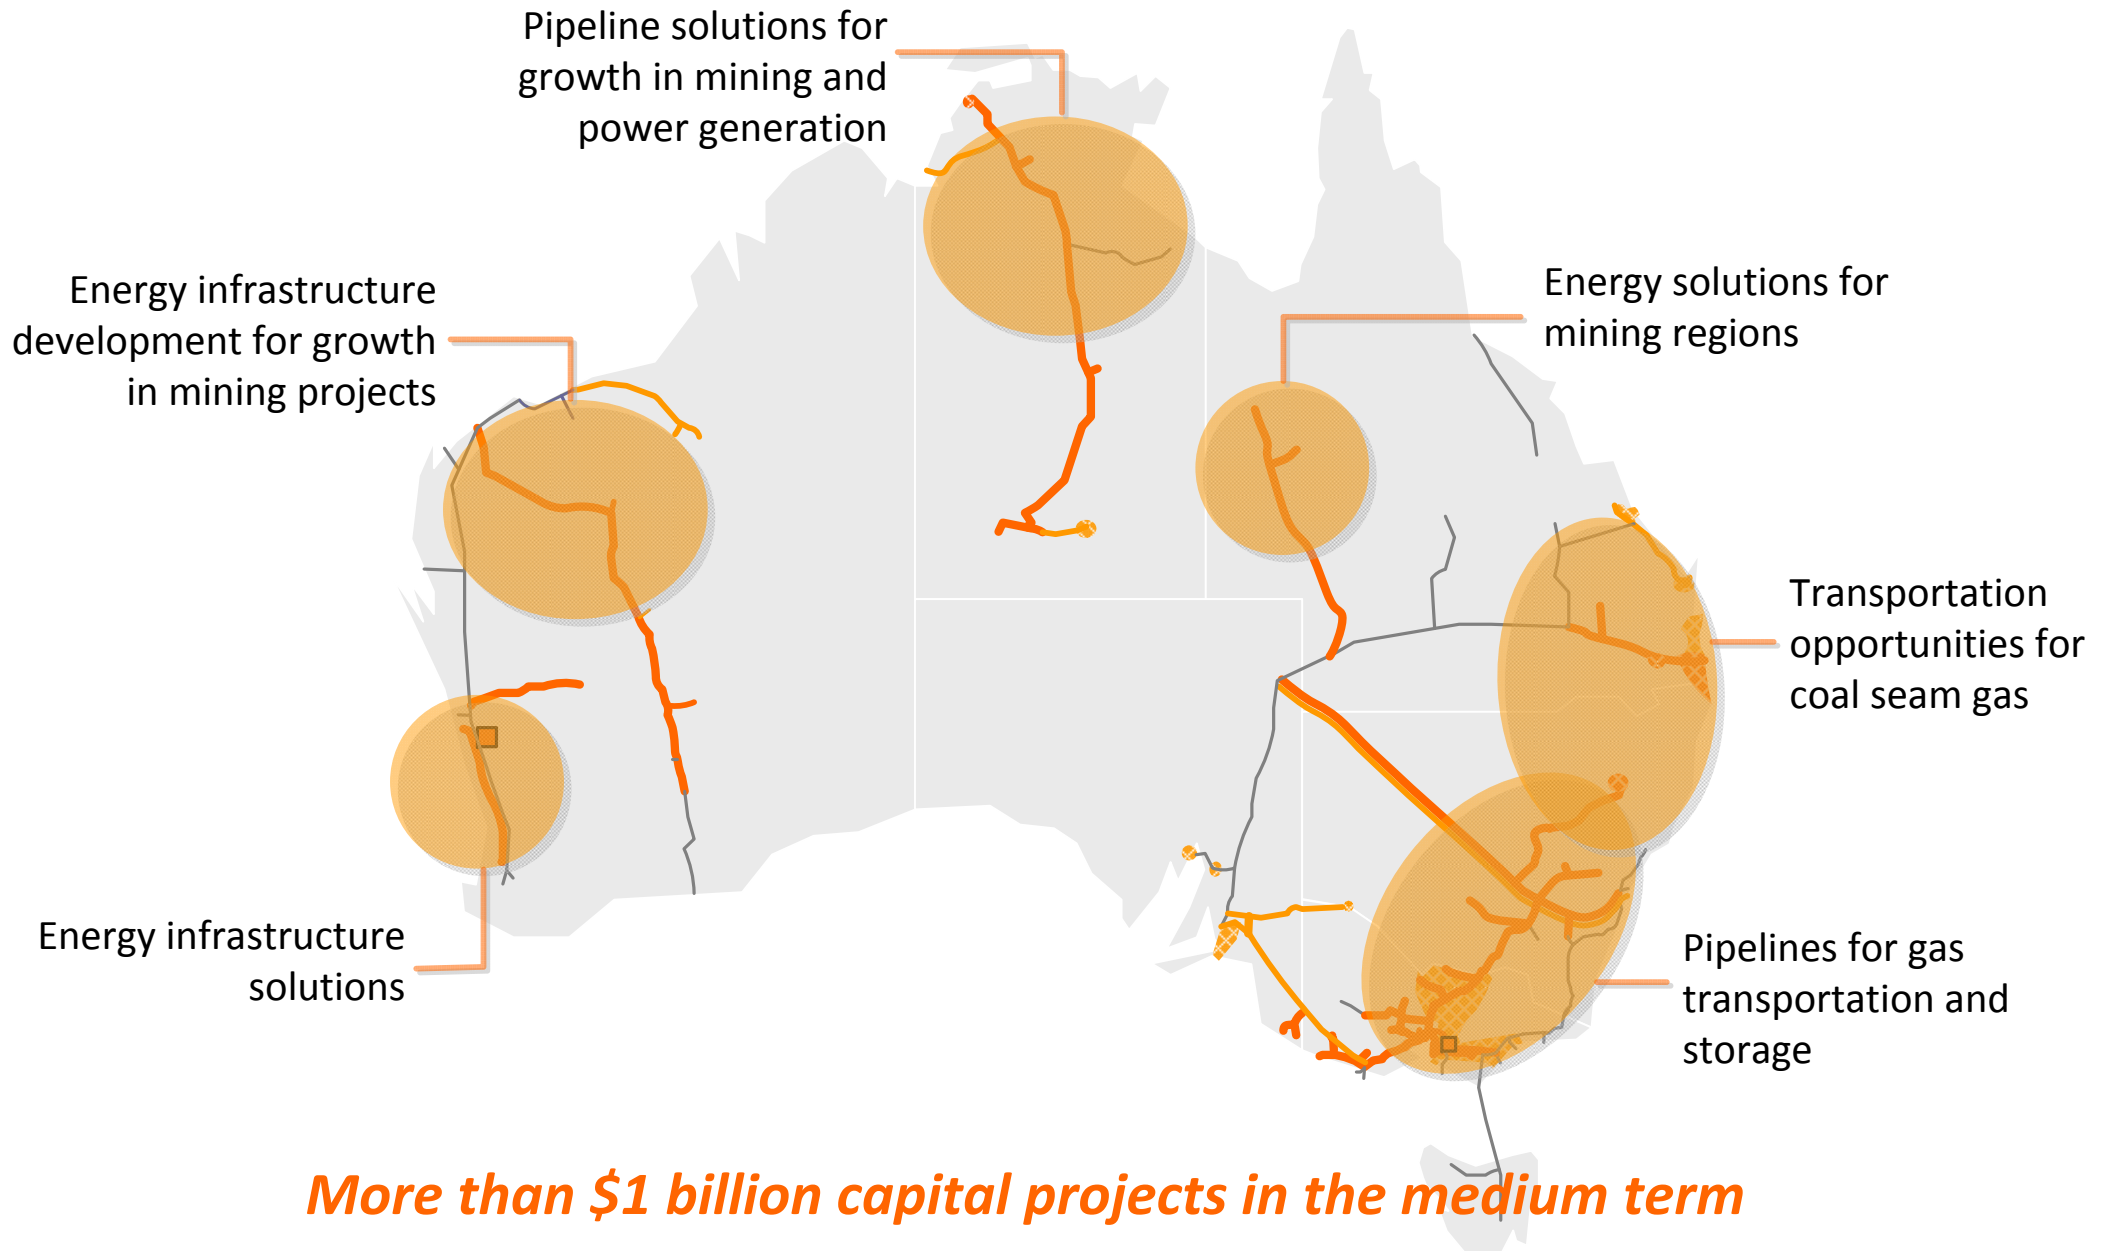 Pipeline solutions for
growth in mining and
power generation
Energy infrastructure
development for growth
in mining projects
Energy solutions for
mining regions
Transportation
opportunities for
coal seam gas
Energy infrastructure
solutions
Pipelines for gas
transportation and
storage
More than $1 billion capital projects in the medium term